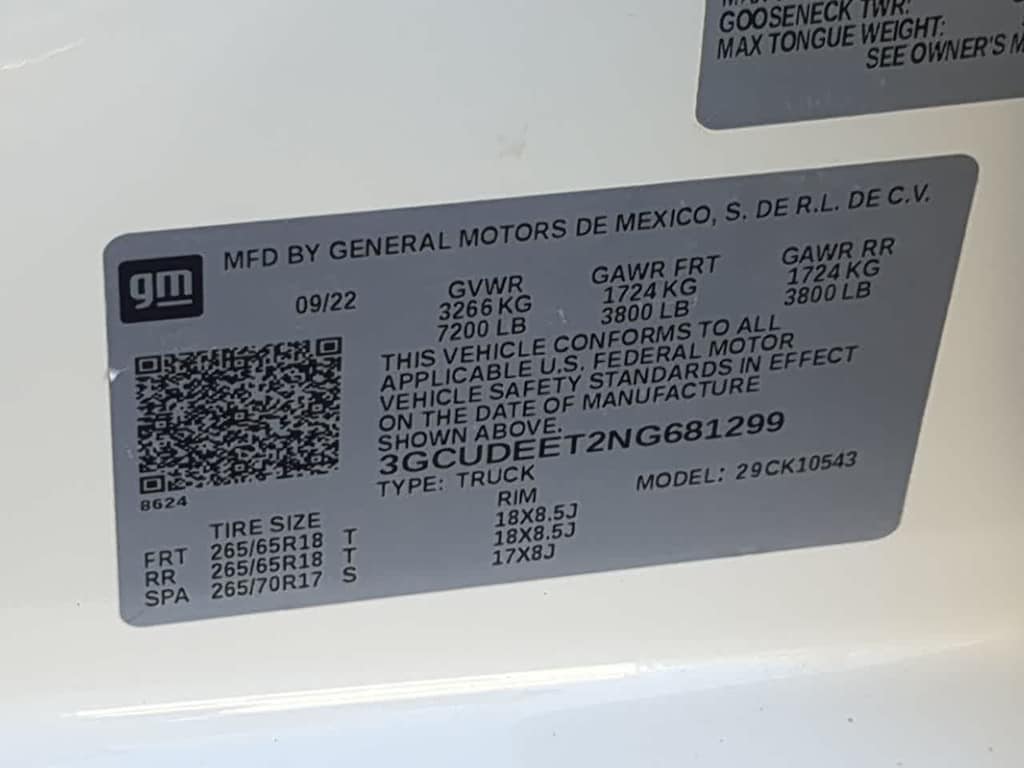 GOOSENECK TWR:
MAX TONGUE WEIGHT:
SEE OWNER'S
gm
MFD BY GENERAL MOTORS DE MEXICO, S. DE R.L. DE C.V.
09/22 GVWR GAWR FRT GAWR RR
3266 KG 1724 KG 1724 KG
7200 LB 3800 LB 3800 LB
THIS VEHICLE CONFORMS TO ALL
APPLICABLE U.S. FEDERAL MOTOR
VEHICLE SAFETY STANDARDS IN EFFECT
ON THE DATE OF MANUFACTURE
SHOWN ABOVE.
3GCUDEET2NG681299
TYPE: TRUCK MODEL: 29CK10543
8624
TIRE SIZE RIM
FRT 265/65R18 T 18X8.5J
RR 265/65R18 T 18X8.5J
SPA 265/70R17 S 17X8J